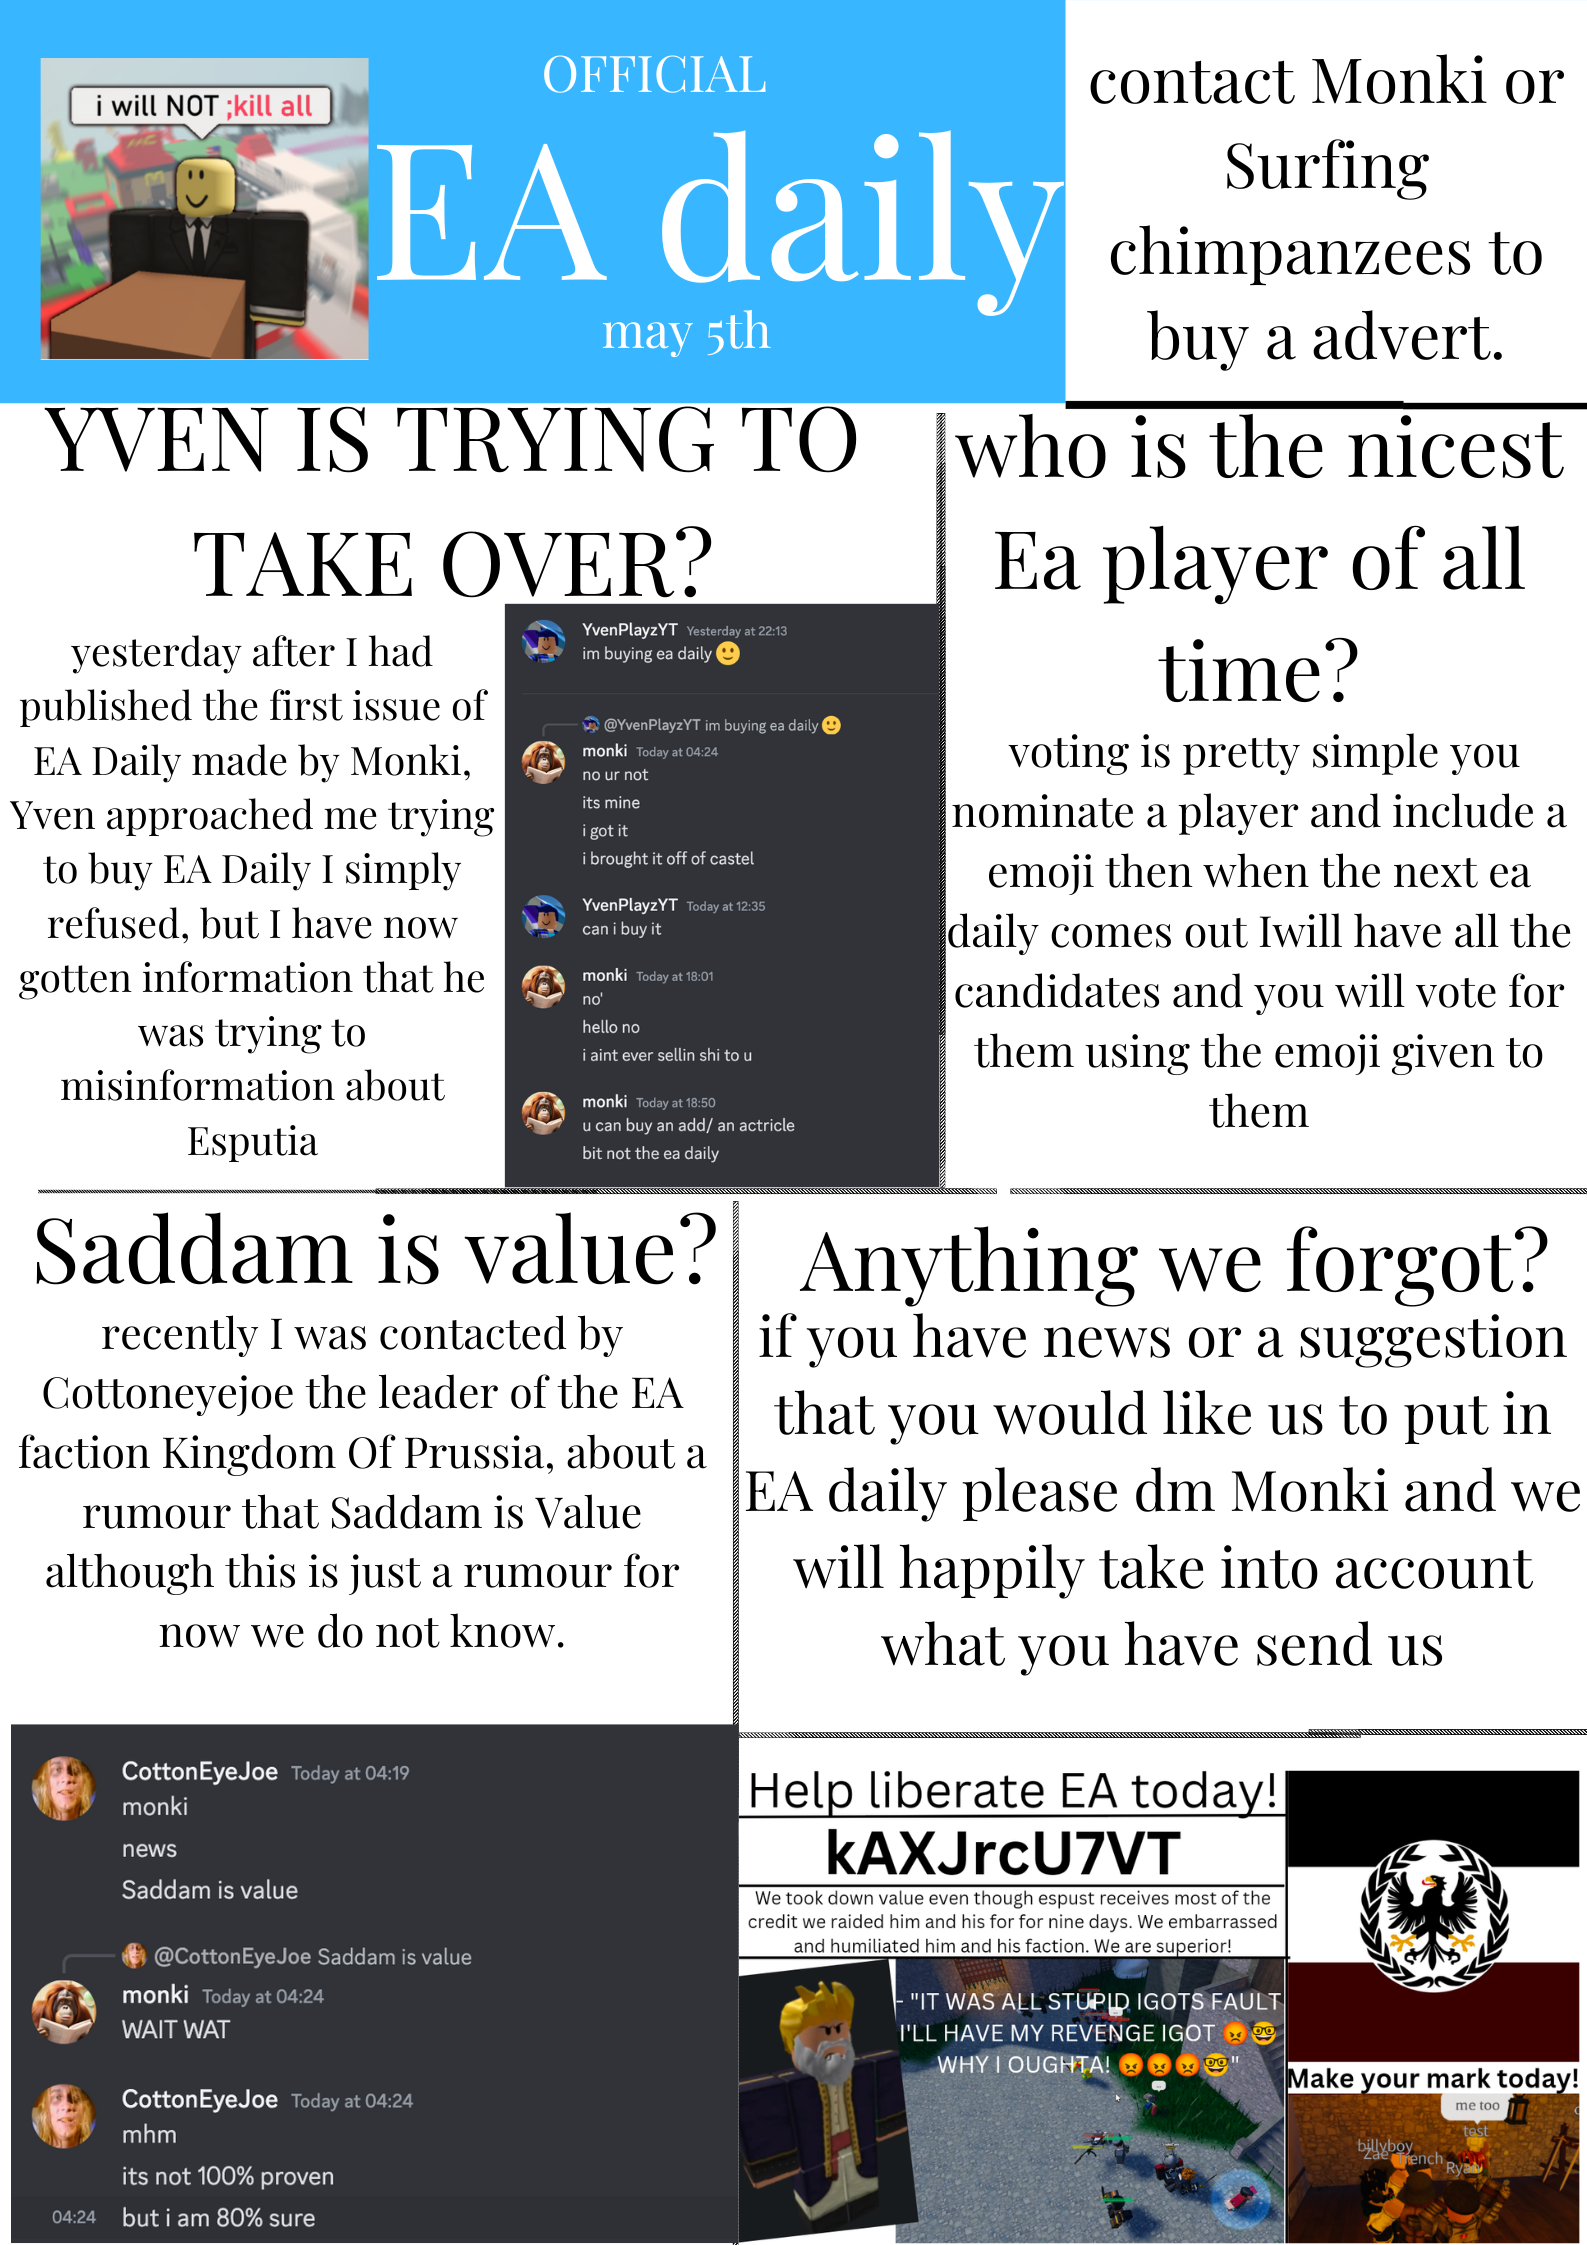 i will NOT ;kill all
OFFICIAL
EA daily
may 5th
contact Monki or
Surfing
chimpanzees to
buy a advert.
YVEN IS TRYING TO
TAKE OVER?
yesterday after I had
published the first issue of
EA Daily made by Monki,
Yven approached me trying
to buy EA Daily I simply
refused, but I have now
gotten information that he
was trying to
misinformation about
Esputia
YvenPlayzYT Yesterday at 22:13
im buying ea daily 🙂
@YvenPlayzYT im buying ea daily 🙂
monki Today at 04:24
no ur not
its mine
i got it
i brought it off of castel
YvenPlayzYT Today at 12:35
can i buy it
monki Today at 18:01
no'
hello no
i aint ever sellin shi to u
monki Today at 18:50
u can buy an add/ an actricle
bit not the ea daily
who is the nicest
Ea player of all
time?
voting is pretty simple you
nominate a player and include a
emoji then when the next ea
daily comes out Iwill have all the
candidates and you will vote for
them using the emoji given to
them
Saddam is value?
recently I was contacted by
Cottoneyejoe the leader of the EA
faction Kingdom Of Prussia, about a
rumour that Saddam is Value
although this is just a rumour for
now we do not know.
CottonEyeJoe Today at 04:19
monki
news
Saddam is value
@CottonEyeJoe Saddam is value
monki Today at 04:24
WAIT WAT
CottonEyeJoe Today at 04:24
mhm
its not 100% proven
04:24 but i am 80% sure
Anything we forgot?
if you have news or a suggestion
that you would like us to put in
EA daily please dm Monki and we
will happily take into account
what you have send us
Help liberate EA today!
kAXJrcU7VT
We took down value even though espust receives most of the
credit we raided him and his for for nine days. We embarrassed
and humiliated him and his faction. We are superior!
- "IT WAS ALL STUPID IGOTS FAULT
I'LL HAVE MY REVENGE IGOT 😡🤓
WHY I OUGHTA! 😡😡😡🤓"
Make your mark today!
me too
test
billyboy
Zae
Trench
Ryan